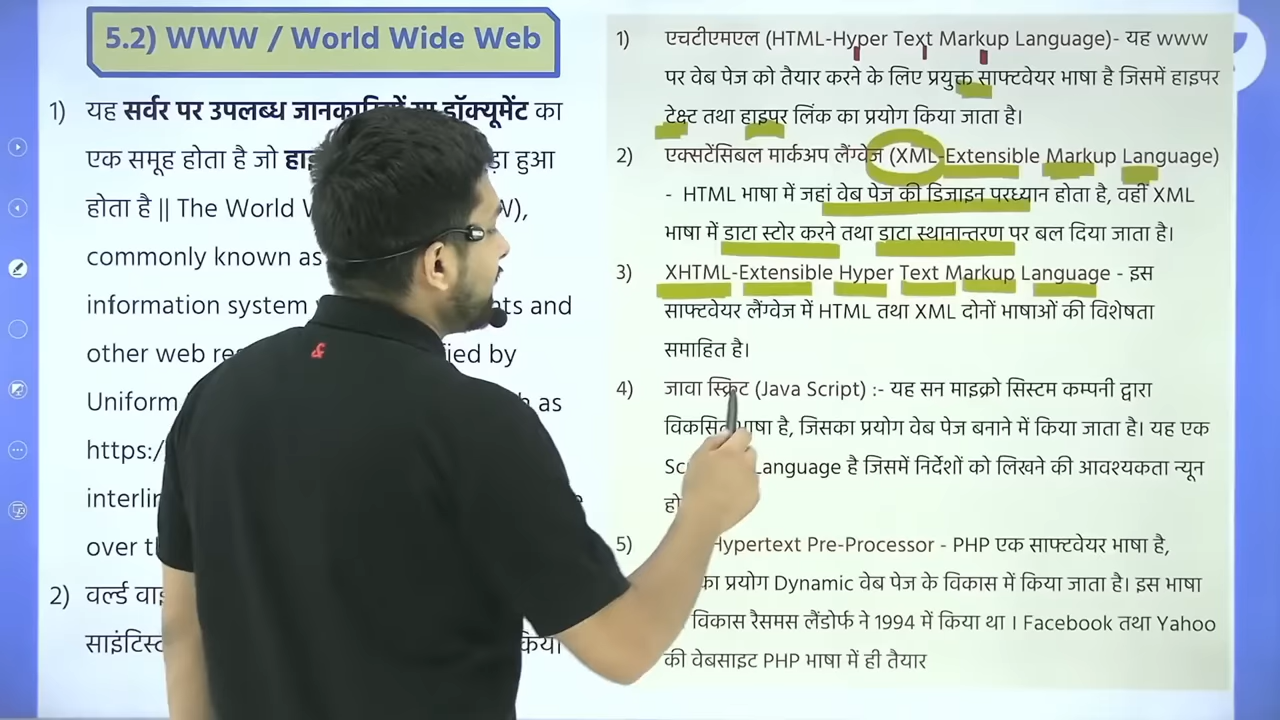 5.2) WWW / World Wide Web
1) यह सर्वर पर उपलब्ध जानकारियों या डॉक्यूमेंट का
एक समूह होता है जो हुआ
होता है || The World
commonly known as
information system and
other web by
Uniform as
https:/
over
2) वर्ल्ड
1) एचटीएमएल (HTML-Hyper Text Markup Language)- यह www
पर वेब पेज को तैयार करने के लिए प्रयुक्त साफ्टवेयर भाषा है जिसमें हाइपर
टेक्ष्ट तथा हाइपर लिंक का प्रयोग किया जाता है।
2) एक्सटेंसिबल मार्कअप लैंग्वेज (XML-Extensible Markup Language)
- HTML भाषा में जहां वेब पेज की डिजाइन परध्यान होता है, वहीं XML
भाषा में डाटा स्टोर करने तथा डाटा स्थानान्तरण पर बल दिया जाता है।
3) XHTML-Extensible Hyper Text Markup Language - इस
साफ्टवेयर लैंग्वेज में HTML तथा XML दोनों भाषाओं की विशेषता
समाहित है।
4) जावा स्क्रिट (Java Script) :- यह सन माइक्रो सिस्टम कम्पनी द्वारा
भाषा है, जिसका प्रयोग वेब पेज बनाने में किया जाता है। यह एक
Language है जिसमें निर्देशों को लिखने की आवश्यकता न्यून
5) Hypertext Pre-Processor - PHP एक साफ्टवेयर भाषा है,
का प्रयोग Dynamic वेब पेज के विकास में किया जाता है। इस भाषा
विकास रैसमस लैंडोर्फ ने 1994 में किया था । Facebook तथा Yahoo
की वेबसाइट PHP भाषा में ही तैयार